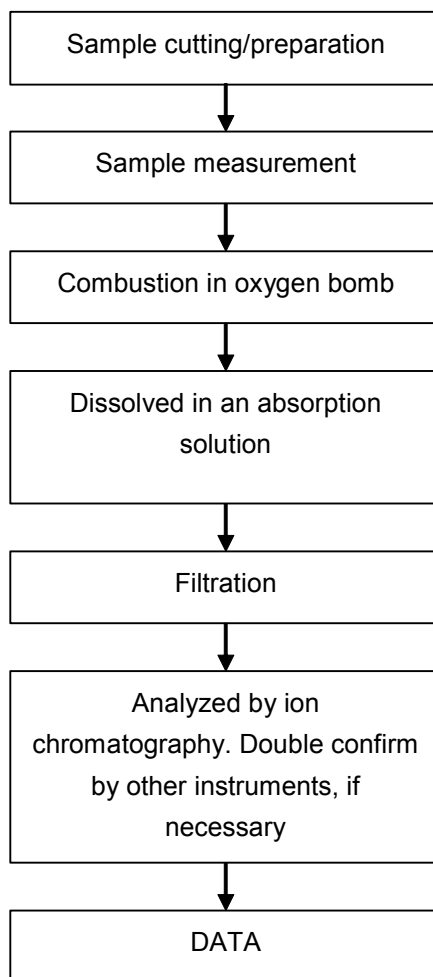 Sample cutting/preparation
Sample measurement
Combustion in oxygen bomb
Dissolved in an absorption
solution
Filtration
Analyzed by ion
chromatography. Double confirm
by other instruments, if
necessary
DATA